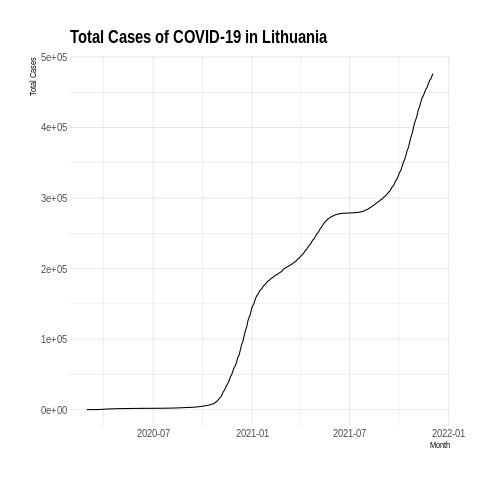 Total Cases of COVID-19 in Lithuania
Total Cases
5e+05
4e+05
3e+05
2e+05
1e+05
0e+00
2020-07 2021-01 2021-07 2022-01
Month